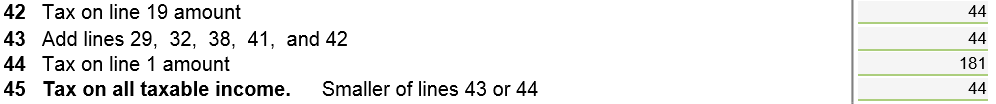 42 Tax on line 19 amount 44
43 Add lines 29, 32, 38, 41, and 42 44
44 Tax on line 1 amount 181
45 Tax on all taxable income. Smaller of lines 43 or 44 44